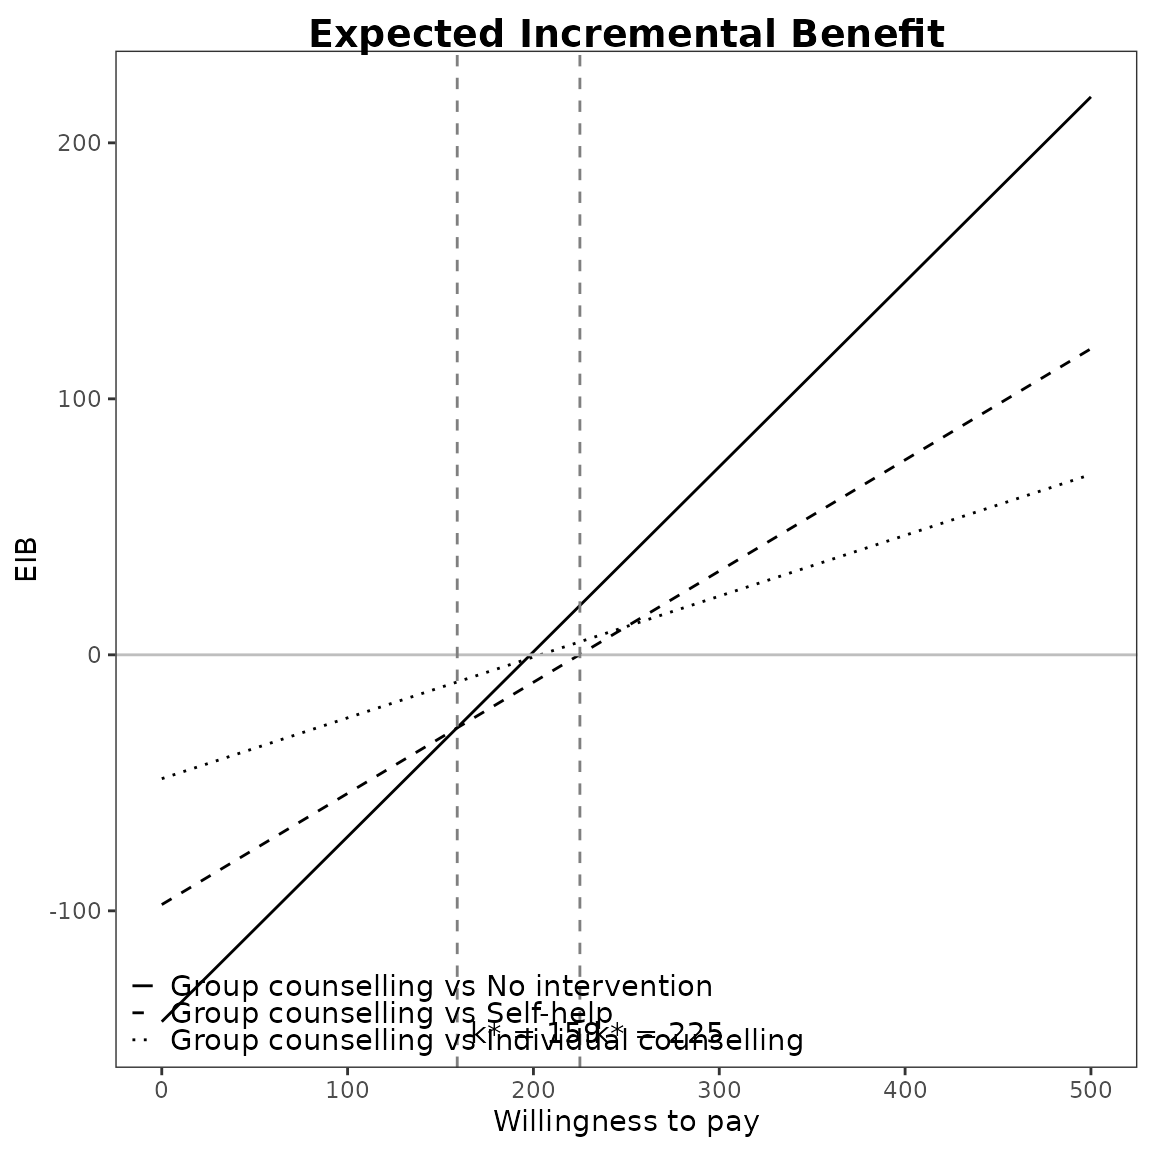 Expected Incremental Benefit
200
100
0
-100
EIB
Group counselling vs No intervention
Group counselling vs Self-help
k* = 159
k* = 225
Group counselling vs Individual counselling
0 100 200 300 400 500
Willingness to pay